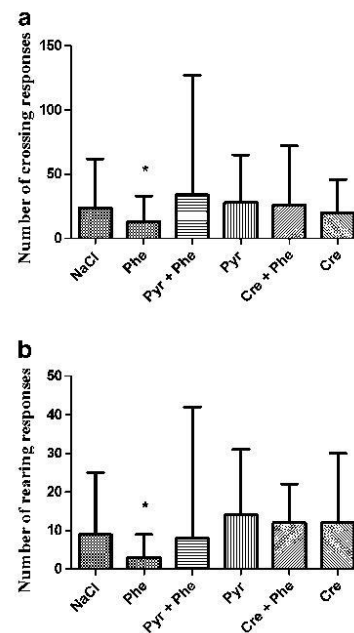 a
Number of crossing responses
150
100
50
0
*
NaCl
Phe
Pyr + Phe
Pyr
Cre + Phe
Cre
b
Number of rearing responses
50
40
30
20
10
0
*
NaCl
Phe
Pyr + Phe
Pyr
Cre + Phe
Cre